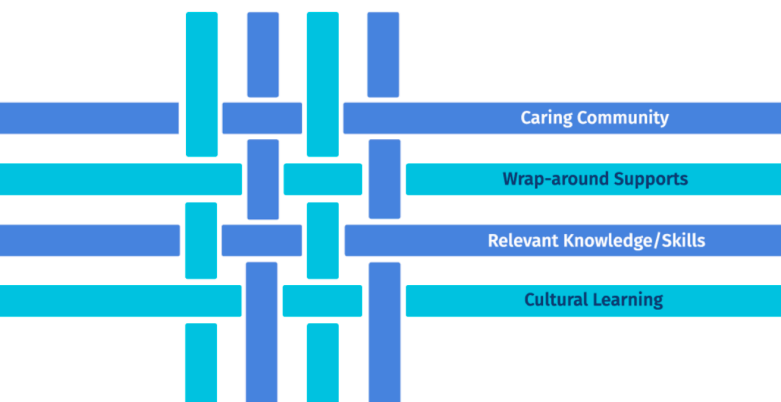 Caring Community
Wrap-around Supports
Relevant Knowledge/Skills
Cultural Learning